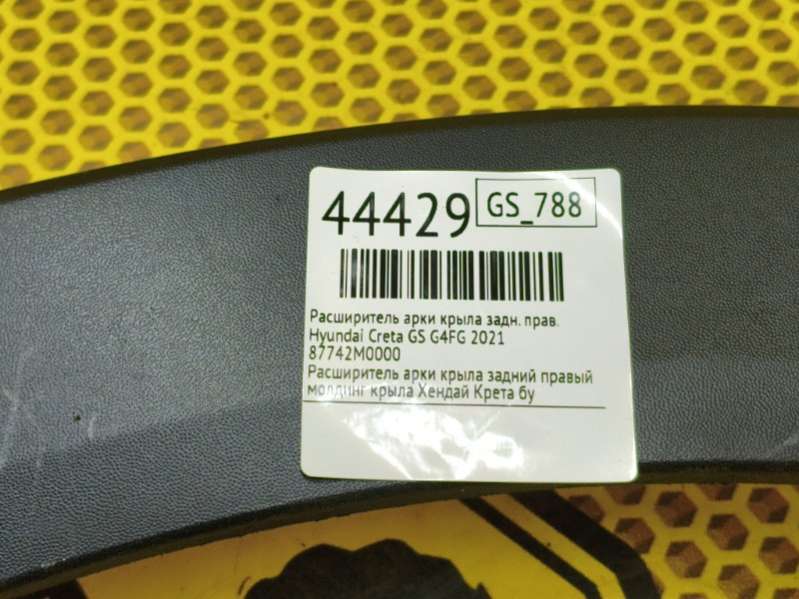 44429
GS_788
Расширитель арки крыла задн. прав.
Hyundai Creta GS G4FG 2021
87742M0000
Расширитель арки крыла задний правый
молдинг крыла Хендай Крета бу